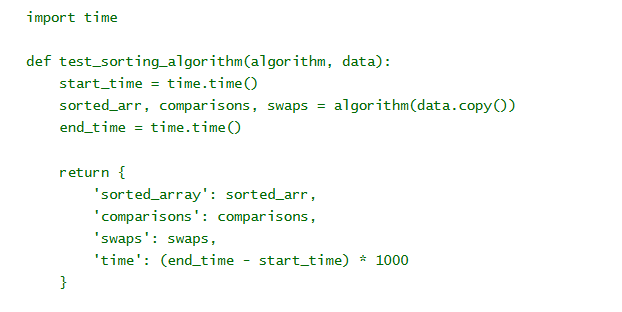 import time

def test_sorting_algorithm(algorithm, data):
    start_time = time.time()
    sorted_arr, comparisons, swaps = algorithm(data.copy())
    end_time = time.time()

    return {
        'sorted_array': sorted_arr,
        'comparisons': comparisons,
        'swaps': swaps,
        'time': (end_time - start_time) * 1000
    }